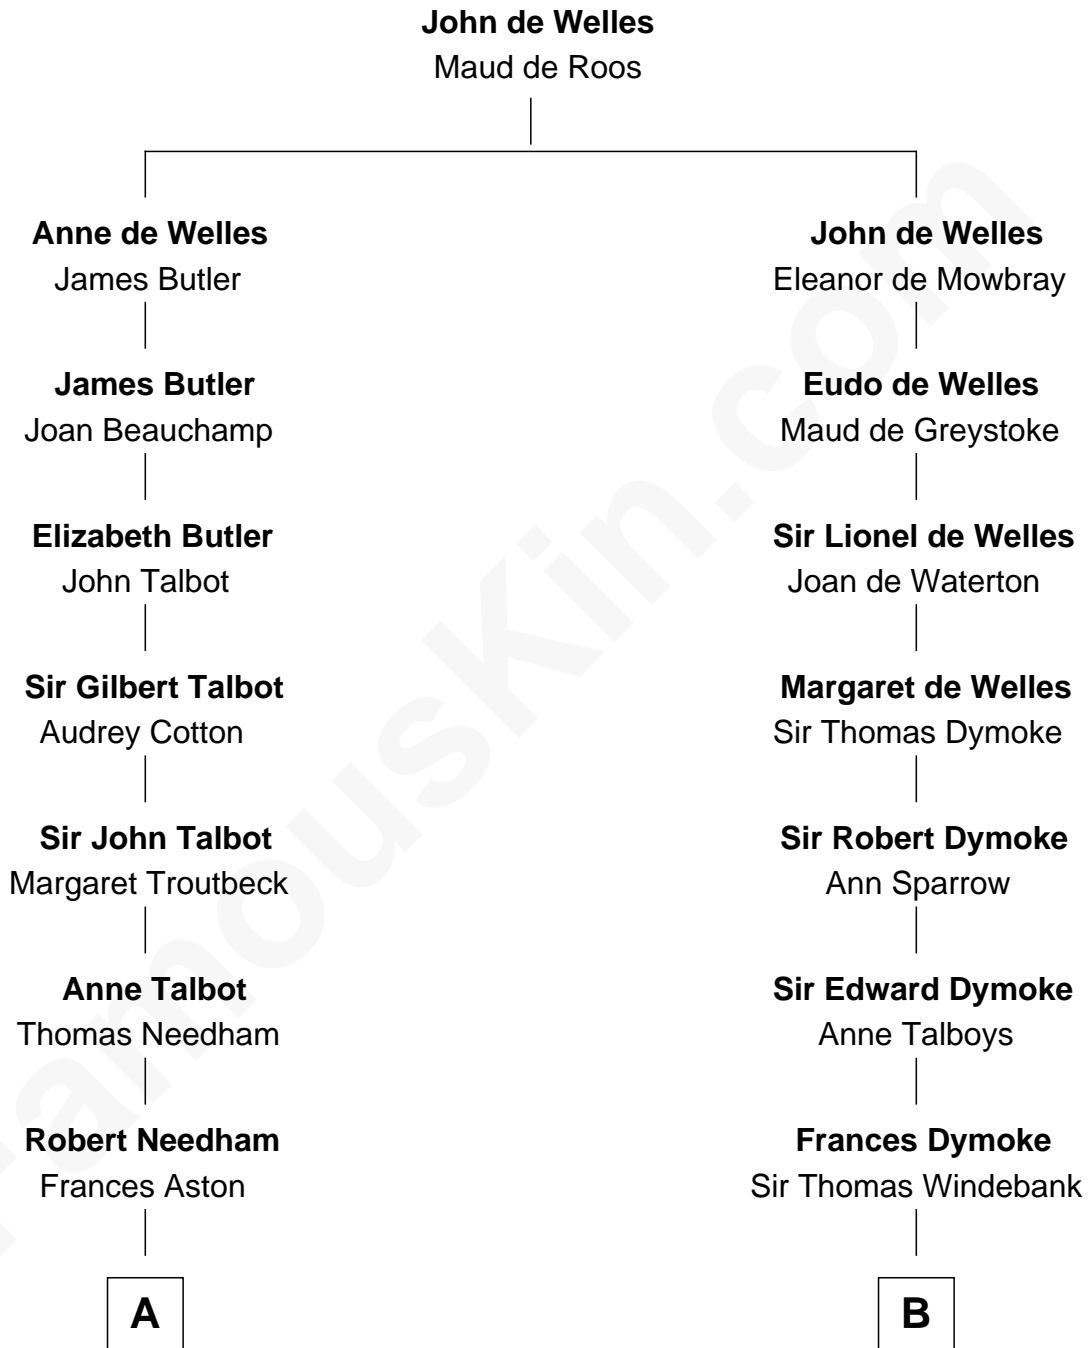 John de Welles
Maud de Roos
Anne de Welles
James Butler
John de Welles
Eleanor de Mowbray
James Butler
Joan Beauchamp
Eudo de Welles
Maud de Greystoke
Elizabeth Butler
John Talbot
Sir Lionel de Welles
Joan de Waterton
Sir Gilbert Talbot
Audrey Cotton
Margaret de Welles
Sir Thomas Dymoke
Sir John Talbot
Margaret Troutbeck
Sir Robert Dymoke
Ann Sparrow
Anne Talbot
Thomas Needham
Sir Edward Dymoke
Anne Talboys
Robert Needham
Frances Aston
Frances Dymoke
Sir Thomas Windebank
A
B
FamousKin.com